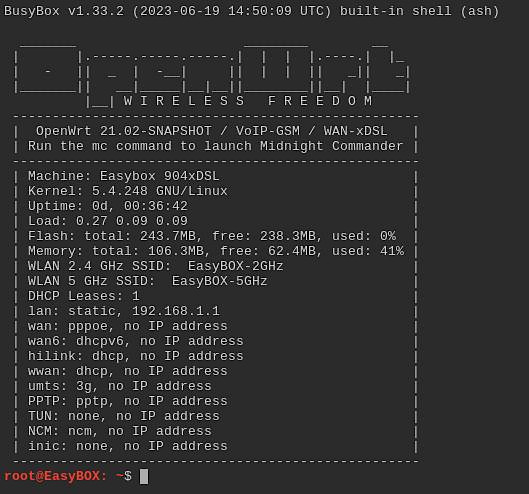 BusyBox v1.33.2 (2023-06-19 14:50:09 UTC) built-in shell (ash)
OpenWrt
W I R E L E S S   F R E E D O M
OpenWrt 21.02-SNAPSHOT / VoIP-GSM / WAN-xDSL
Run the mc command to launch Midnight Commander
Machine: Easybox 904xDSL
Kernel: 5.4.248 GNU/Linux
Uptime: 0d, 00:36:42
Load: 0.27 0.09 0.09
Flash: total: 243.7MB, free: 238.3MB, used: 0%
Memory: total: 106.3MB, free: 62.4MB, used: 41%
WLAN 2.4 GHz SSID:  EasyBOX-2GHz
WLAN 5 GHz SSID:  EasyBOX-5GHz
DHCP Leases: 1
lan: static, 192.168.1.1
wan: pppoe, no IP address
wan6: dhcpv6, no IP address
hilink: dhcp, no IP address
wwan: dhcp, no IP address
umts: 3g, no IP address
PPTP: pptp, no IP address
TUN: none, no IP address
NCM: ncm, no IP address
inic: none, no IP address
root@EasyBOX: ~$